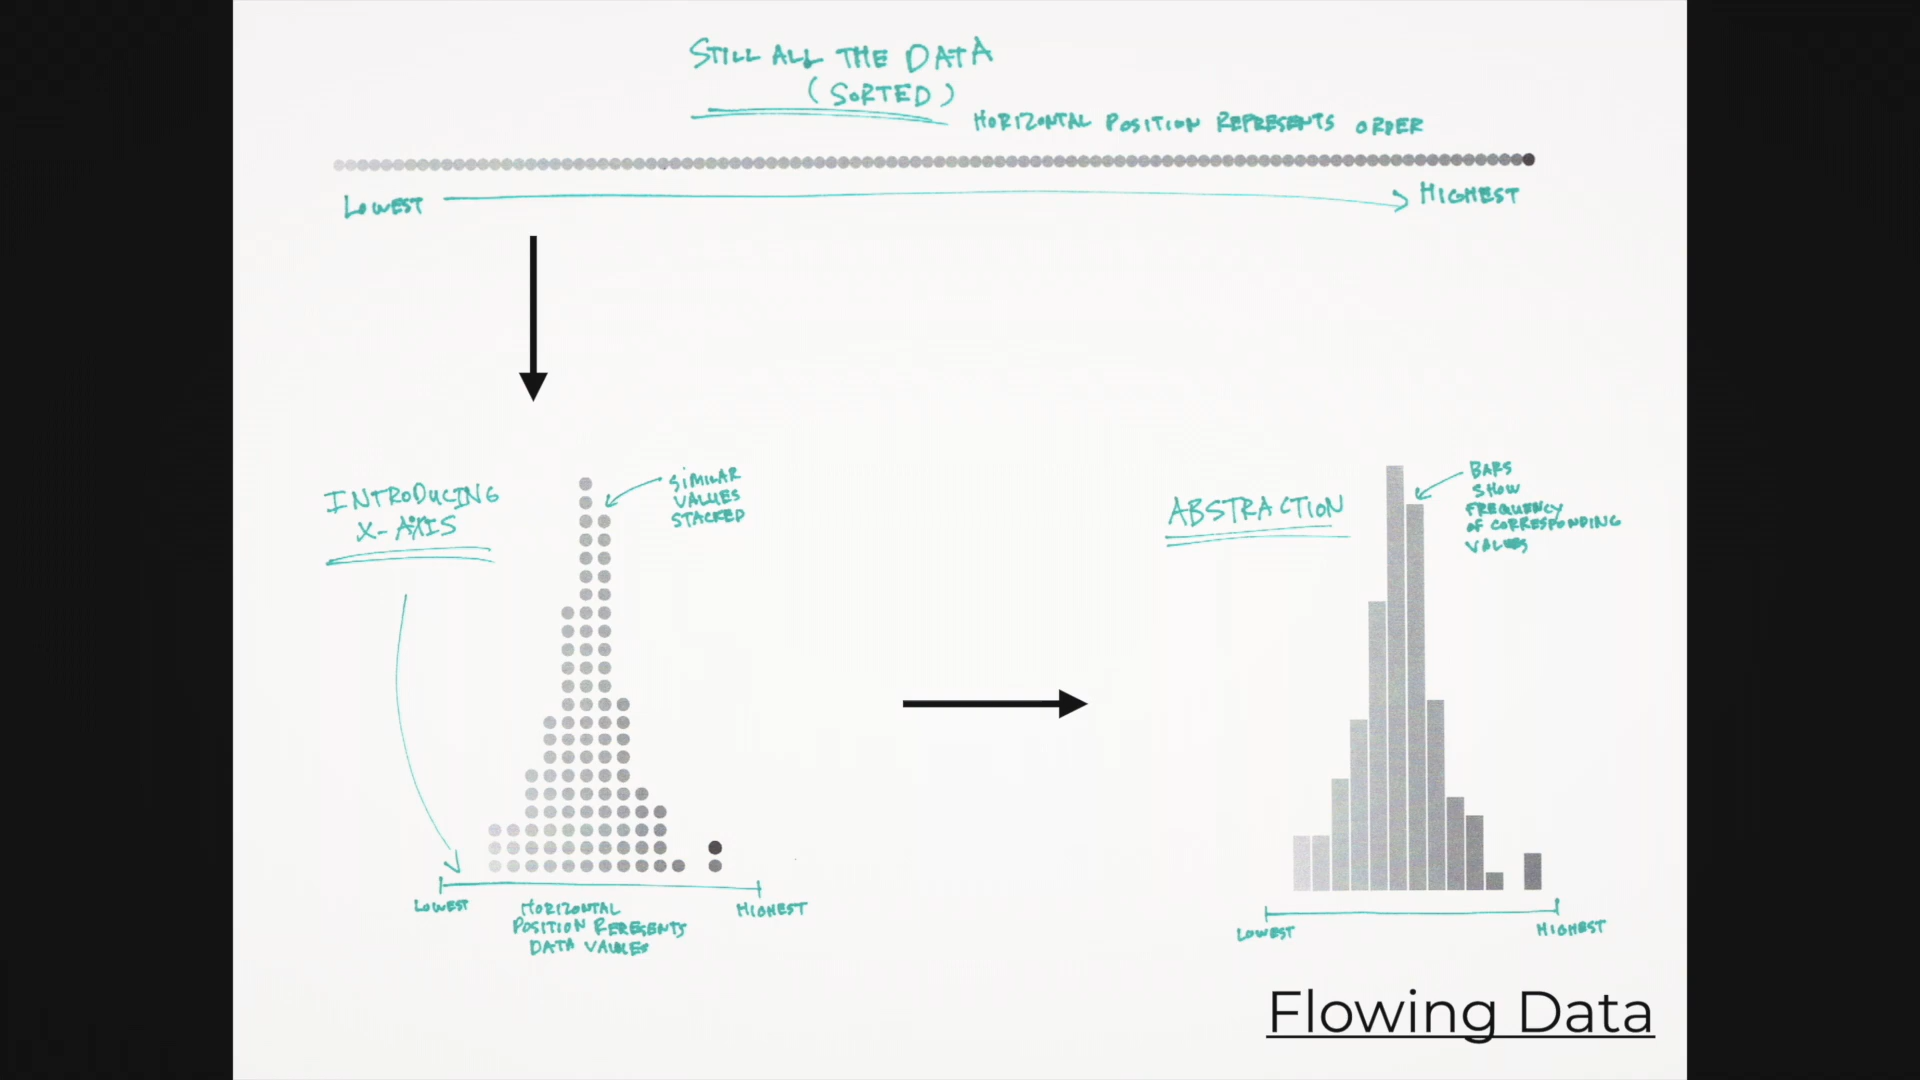 STILL ALL THE DATA
(SORTED)
HORIZONTAL POSITION REPRESENTS ORDER
LOWEST
HIGHEST
INTRODUCING
X-AXIS
SIMILAR
VALUES
STACKED
LOWEST
HORIZONTAL
POSITION RERESENTS
DATA VALUES
HIGHEST
ABSTRACTION
BARS
SHOW
FREQUENCY
OF CORRESPONDING
VALUES
LOWEST
HIGHEST
Flowing Data